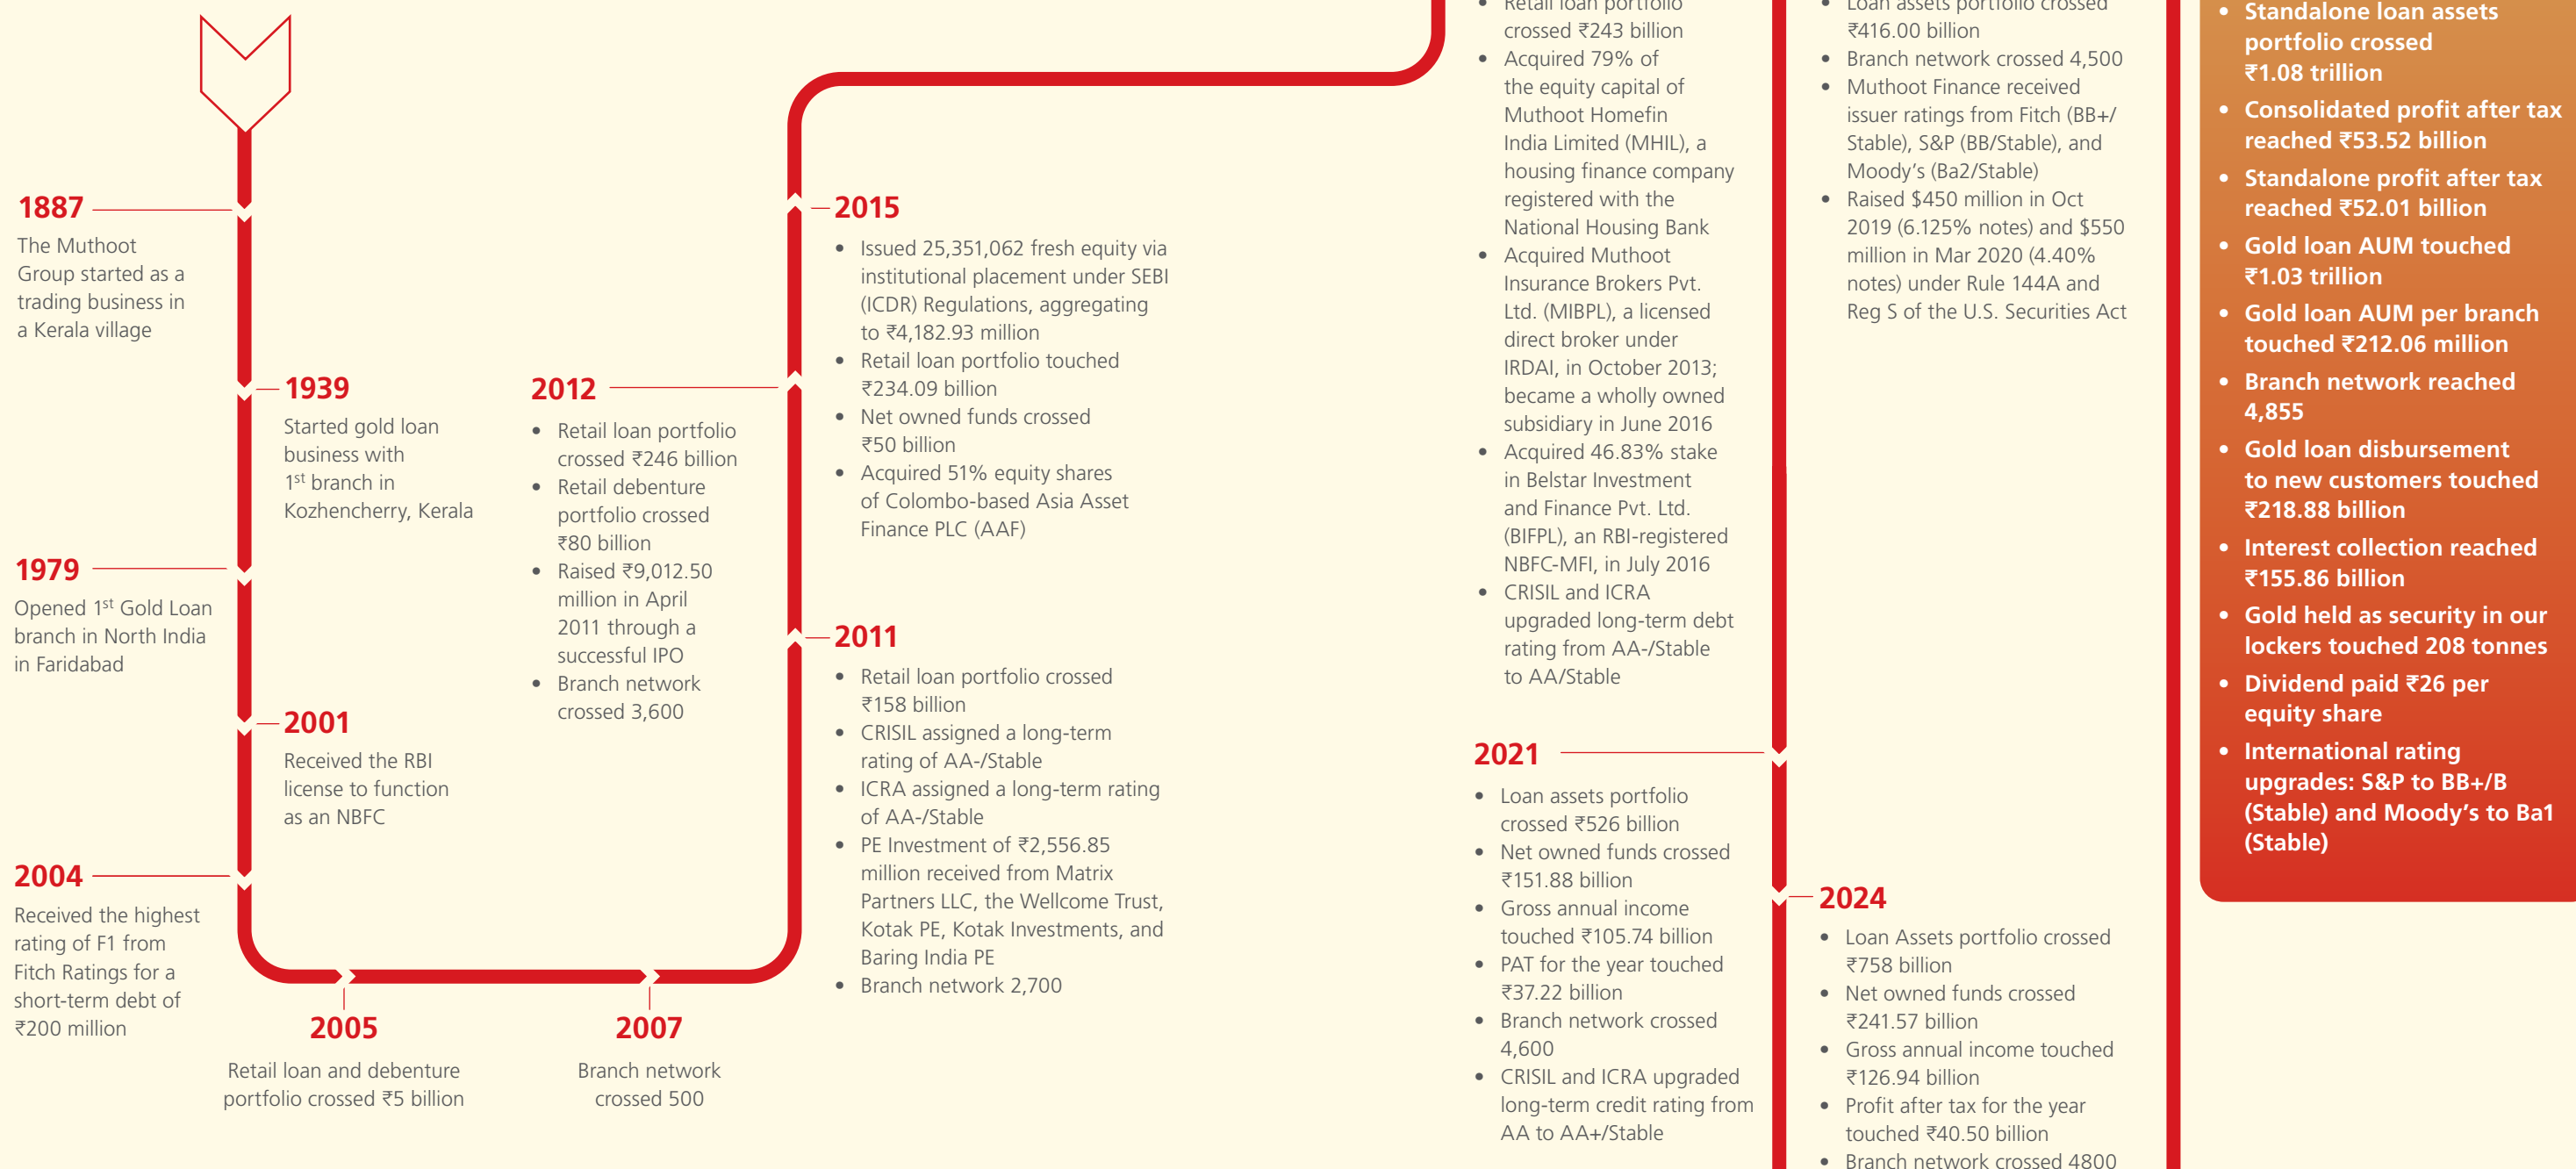 1887
The Muthoot
Group started as a
trading business in
a Kerala village
1939
Started gold loan
business with
1st branch in
Kozhencherry, Kerala
1979
Opened 1st Gold Loan
branch in North India
in Faridabad
2001
Received the RBI
license to function
as an NBFC
2004
Received the highest
rating of F1 from
Fitch Ratings for a
short-term debt of
₹200 million
2005
Retail loan and debenture
portfolio crossed ₹5 billion
2007
Branch network
crossed 500
2011
• Retail loan portfolio crossed
₹158 billion
• CRISIL assigned a long-term
rating of AA-/Stable
• ICRA assigned a long-term rating
of AA-/Stable
• PE Investment of ₹2,556.85
million received from Matrix
Partners LLC, the Wellcome Trust,
Kotak PE, Kotak Investments, and
Baring India PE
• Branch network 2,700
2012
• Retail loan portfolio
crossed ₹246 billion
• Retail debenture
portfolio crossed
₹80 billion
• Raised ₹9,012.50
million in April
2011 through a
successful IPO
• Branch network
crossed 3,600
2015
• Issued 25,351,062 fresh equity via
institutional placement under SEBI
(ICDR) Regulations, aggregating
to ₹4,182.93 million
• Retail loan portfolio touched
₹234.09 billion
• Net owned funds crossed
₹50 billion
• Acquired 51% equity shares
of Colombo-based Asia Asset
Finance PLC (AAF)
• Retail loan portfolio
crossed ₹243 billion
• Acquired 79% of
the equity capital of
Muthoot Homefin
India Limited (MHIL), a
housing finance company
registered with the
National Housing Bank
• Acquired Muthoot
Insurance Brokers Pvt.
Ltd. (MIBPL), a licensed
direct broker under
IRDAI, in October 2013;
became a wholly owned
subsidiary in June 2016
• Acquired 46.83% stake
in Belstar Investment
and Finance Pvt. Ltd.
(BIFPL), an RBI-registered
NBFC-MFI, in July 2016
• CRISIL and ICRA
upgraded long-term debt
rating from AA-/Stable
to AA/Stable
• Loan assets portfolio crossed
₹416.00 billion
• Branch network crossed 4,500
• Muthoot Finance received
issuer ratings from Fitch (BB+/
Stable), S&P (BB/Stable), and
Moody's (Ba2/Stable)
• Raised $450 million in Oct
2019 (6.125% notes) and $550
million in Mar 2020 (4.40%
notes) under Rule 144A and
Reg S of the U.S. Securities Act
2021
• Loan assets portfolio
crossed ₹526 billion
• Net owned funds crossed
₹151.88 billion
• Gross annual income
touched ₹105.74 billion
• PAT for the year touched
₹37.22 billion
• Branch network crossed
4,600
• CRISIL and ICRA upgraded
long-term credit rating from
AA to AA+/Stable
2024
• Loan Assets portfolio crossed
₹758 billion
• Net owned funds crossed
₹241.57 billion
• Gross annual income touched
₹126.94 billion
• Profit after tax for the year
touched ₹40.50 billion
• Branch network crossed 4800
• Standalone loan assets
portfolio crossed
₹1.08 trillion
• Consolidated profit after tax
reached ₹53.52 billion
• Standalone profit after tax
reached ₹52.01 billion
• Gold loan AUM touched
₹1.03 trillion
• Gold loan AUM per branch
touched ₹212.06 million
• Branch network reached
4,855
• Gold loan disbursement
to new customers touched
₹218.88 billion
• Interest collection reached
₹155.86 billion
• Gold held as security in our
lockers touched 208 tonnes
• Dividend paid ₹26 per
equity share
• International rating
upgrades: S&P to BB+/B
(Stable) and Moody's to Ba1
(Stable)